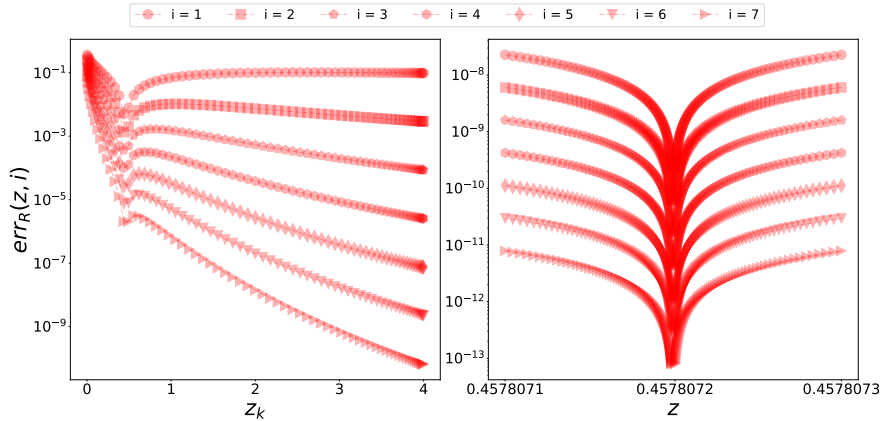 i = 1 i = 2 i = 3 i = 4 i = 5 i = 6 i = 7
err_R(z, i)
10^{-1}
10^{-3}
10^{-5}
10^{-7}
10^{-9}
0 1 2 3 4
z_k
10^{-8}
10^{-9}
10^{-10}
10^{-11}
10^{-12}
10^{-13}
0.4578071 0.4578072 0.4578073
z